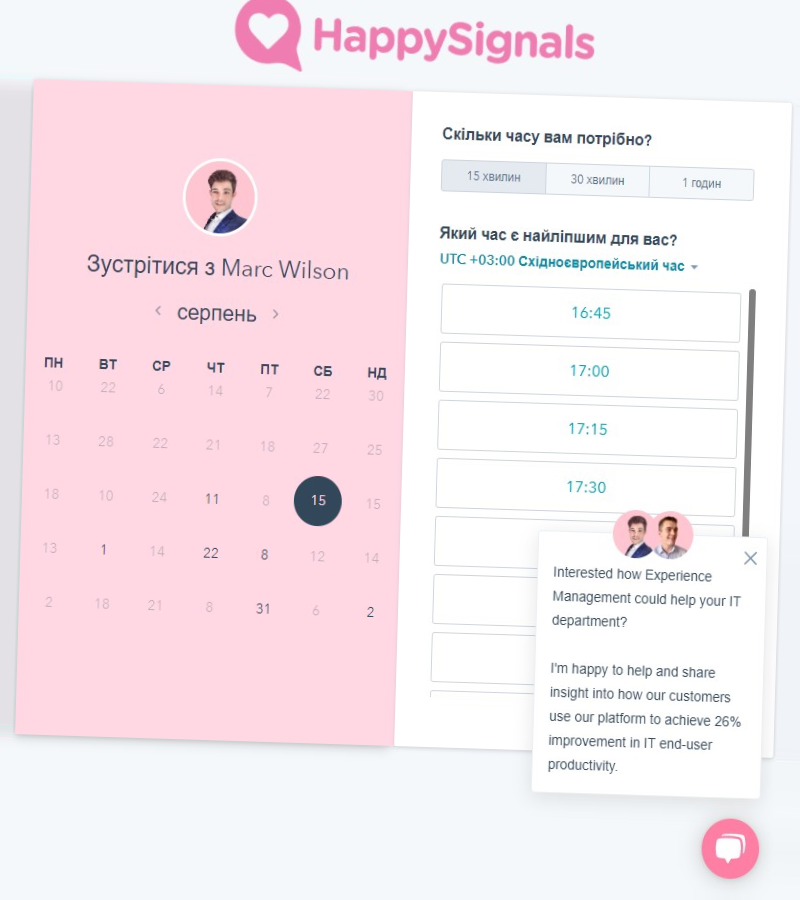 HappySignals
Зустрітися з Marc Wilson
серпень
ПН ВТ СР ЧТ ПТ СБ НД
10 22 6 14 7 22 30
13 28 22 21 18 27 25
18 10 24 11 8 15 15
13 1 14 22 8 12 14
2 18 21 8 31 6 2
Скільки часу вам потрібно?
15 хвилин 30 хвилин 1 годин
Який час є найліпшим для вас?
UTC +03:00 Східноєвропейський час
16:45
17:00
17:15
17:30
Interested how Experience
Management could help your IT
department?
I'm happy to help and share
insight into how our customers
use our platform to achieve 26%
improvement in IT end-user
productivity.